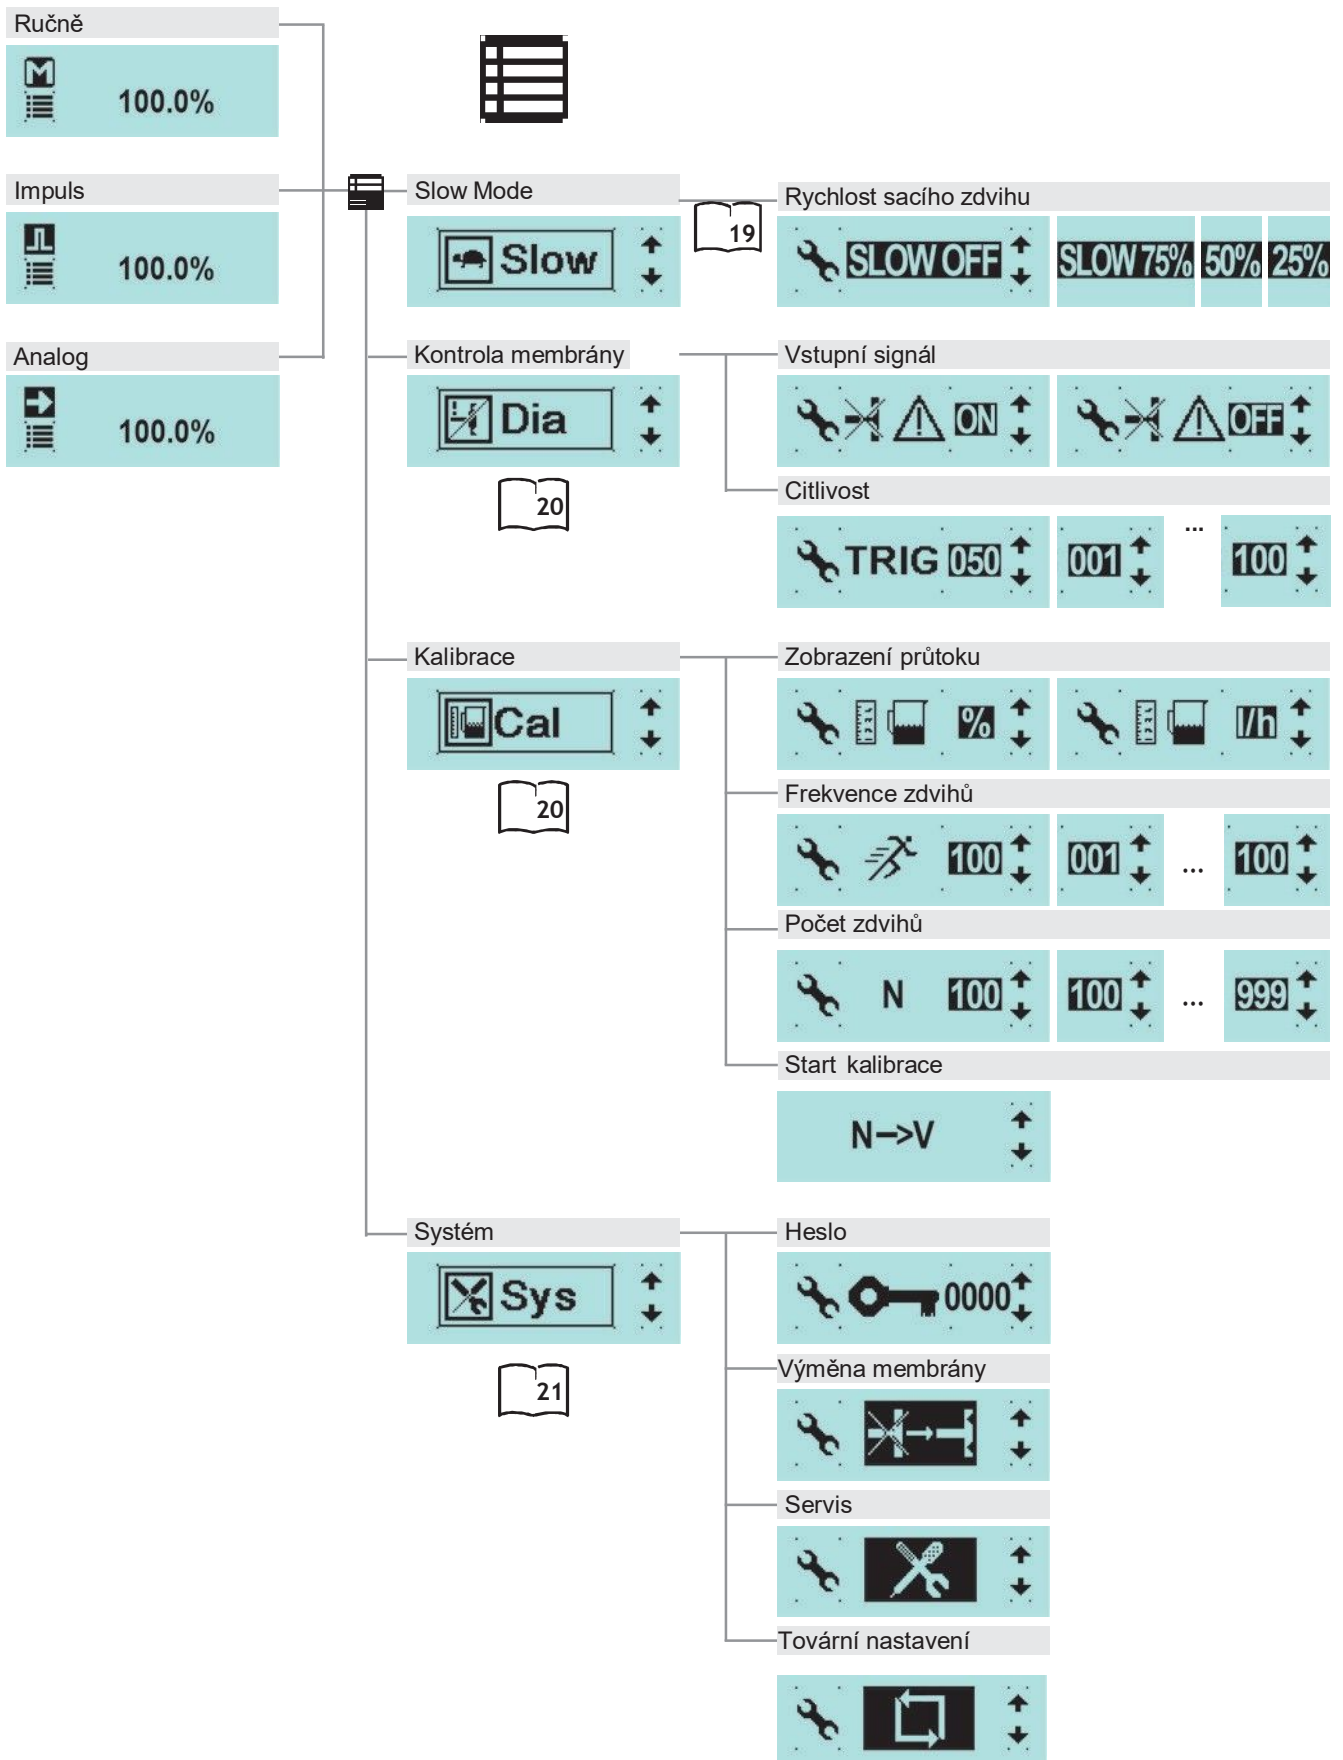 Ručně
M
100.0%
Impuls
100.0%
Analog
100.0%
Slow Mode
Slow
19
Rychlost sacího zdvihu
SLOW OFF
SLOW 75%
50%
25%
Kontrola membrány
Dia
20
Vstupní signál
ON
OFF
Citlivost
TRIG 050
001
...
100
Kalibrace
Cal
20
Zobrazení průtoku
%
l/h
Frekvence zdvihů
100
001
...
100
Počet zdvihů
N 100
100
...
999
Start kalibrace
N->V
Systém
Sys
21
Heslo
0000
Výměna membrány
Servis
Tovární nastavení